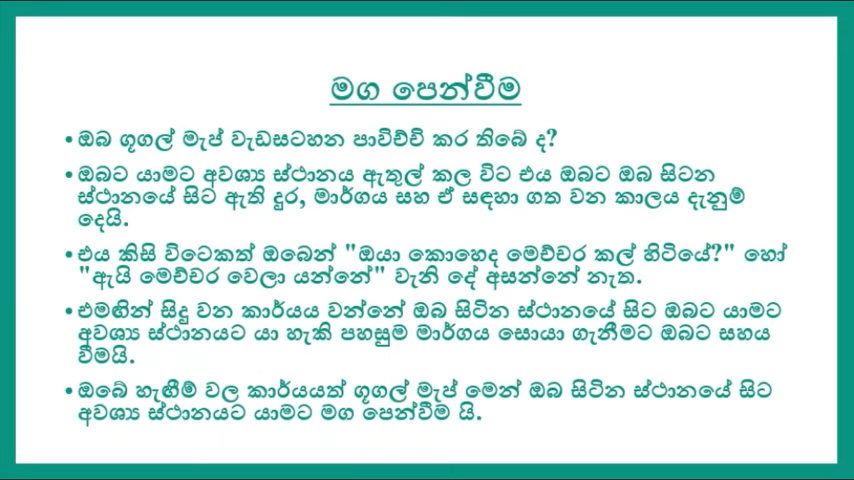 මග පෙන්වීම
• ඔබ ගූගල් මැප් වැඩසටහන පාවිච්චි කර තිබේ ද?
• ඔබට යාමට අවශ්‍ය ස්ථානය ඇතුල් කල විට එය ඔබට ඔබ සිටන
ස්ථානයේ සිට ඇති දුර, මාර්ගය සහ ඒ සඳහා ගත වන කාලය දැනුම්
දෙයි.
• එය කිසි විටෙකත් ඔබෙන් "ඔයා කොහෙද මෙච්චර කල් හිටියේ?" හෝ
"ඇයි මෙච්චර වෙලා යන්නේ" වැනි දේ අසන්නේ නැත.
• එමඟින් සිදු වන කාර්යය වන්නේ ඔබ සිටින ස්ථානයේ සිට ඔබට යාමට
අවශ්‍ය ස්ථානයට යා හැකි පහසුම මාර්ගය සොයා ගැනීමට ඔබට සහය
වීමයි.
• ඔබේ හැඟීම් වල කාර්යයත් ගූගල් මැප් මෙන් ඔබ සිටින ස්ථානයේ සිට
අවශ්‍ය ස්ථානයට යාමට මග පෙන්වීම යි.